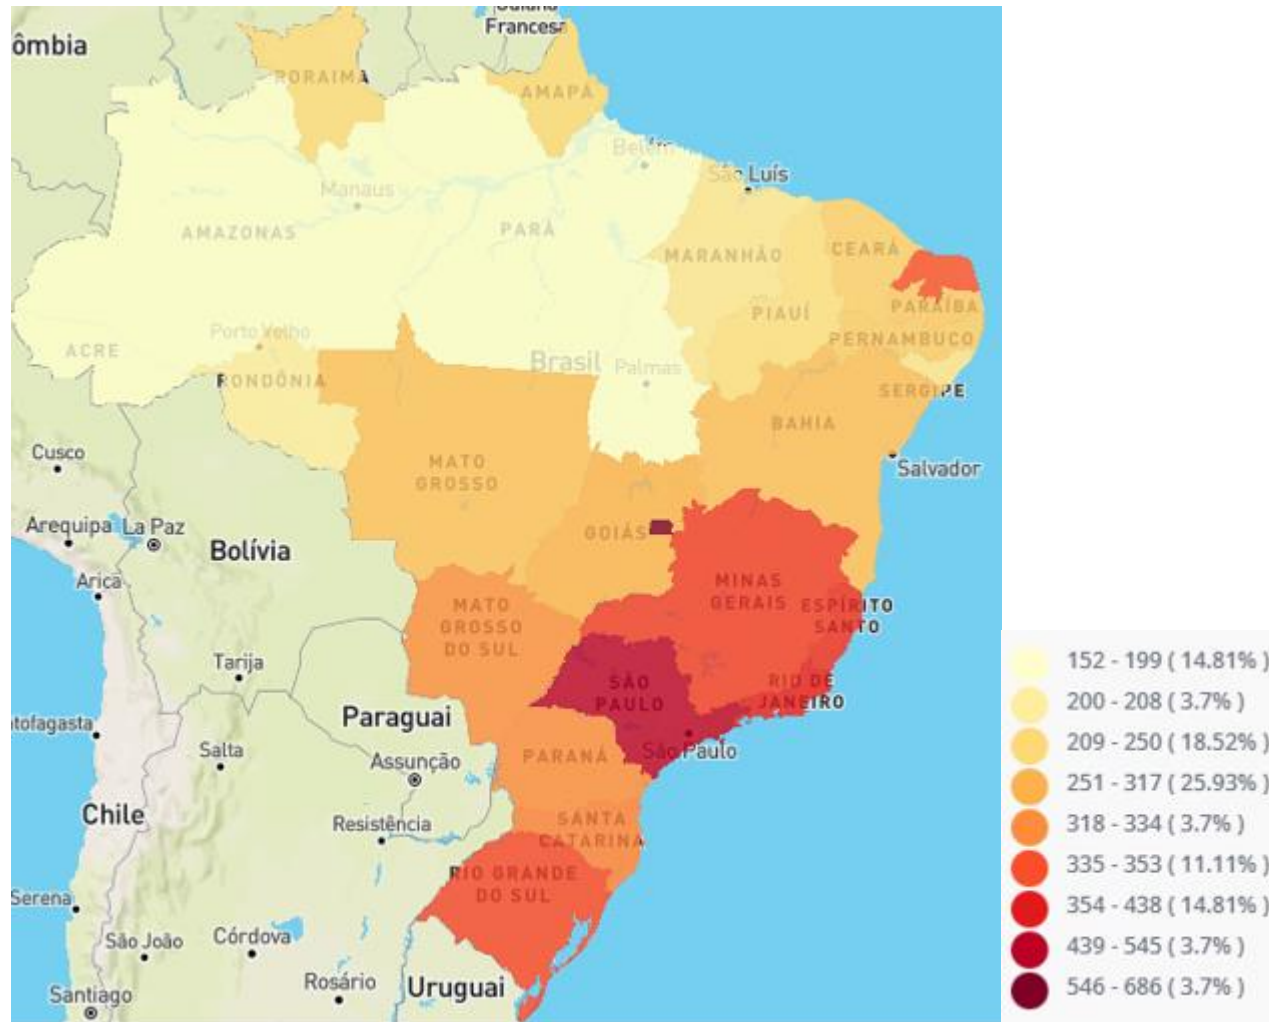 Guiana
Francesa
ômbia
RORAIMA
AMAPÁ
Belém
São Luís
Manaus
AMAZONAS
PARÁ
MARANHÃO
CEARÁ
PARAÍBA
PIAUÍ
PERNAMBUCO
Porto Velho
ACRE
Brasil
Palmas
RONDÔNIA
SERGIPE
BAHIA
Cusco
MATO
GROSSO
Salvador
Arequipa
La Paz
GOIÁS
Bolívia
Arica
MATO
GROSSO
DO SUL
MINAS
GERAIS
ESPÍRITO
SANTO
Tarija
SÃO
PAULO
RIO DE
JANEIRO
ntofagasta
Paraguai
Salta
Assunção
PARANÁ
São Paulo
Chile
Resistência
SANTA
CATARINA
RIO GRANDE
DO SUL
Serena
São João
Córdova
Rosário
Uruguai
Santiago
152 - 199 ( 14.81% )
200 - 208 ( 3.7% )
209 - 250 ( 18.52% )
251 - 317 ( 25.93% )
318 - 334 ( 3.7% )
335 - 353 ( 11.11% )
354 - 438 ( 14.81% )
439 - 545 ( 3.7% )
546 - 686 ( 3.7% )